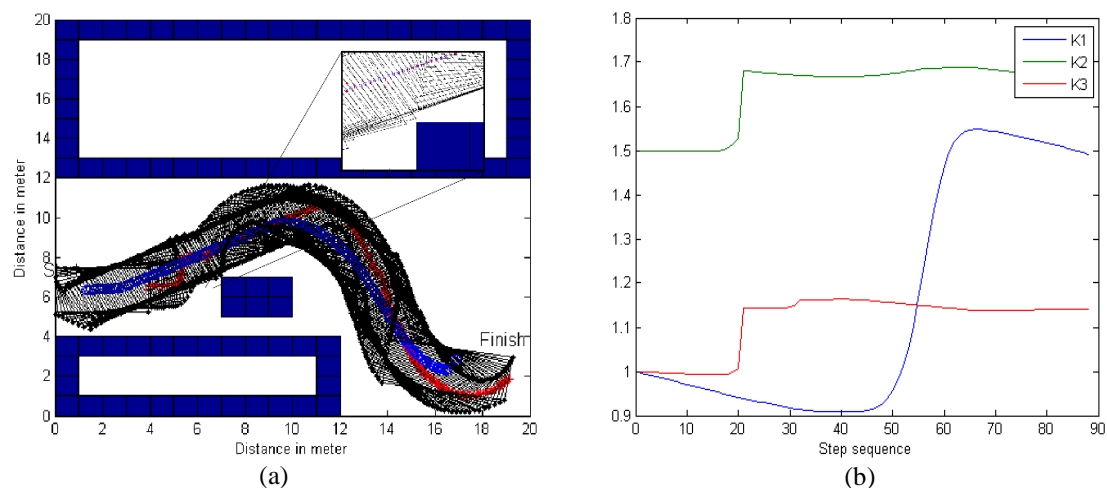 20
18
16
14
12
10
8
6
4
2
0
Distance in meter
0 2 4 6 8 10 12 14 16 18 20
Distance in meter
S
Finish
(a)
1.8
1.7
1.6
1.5
1.4
1.3
1.2
1.1
1
0.9
0 10 20 30 40 50 60 70 80 90
Step sequence
K1
K2
K3
(b)